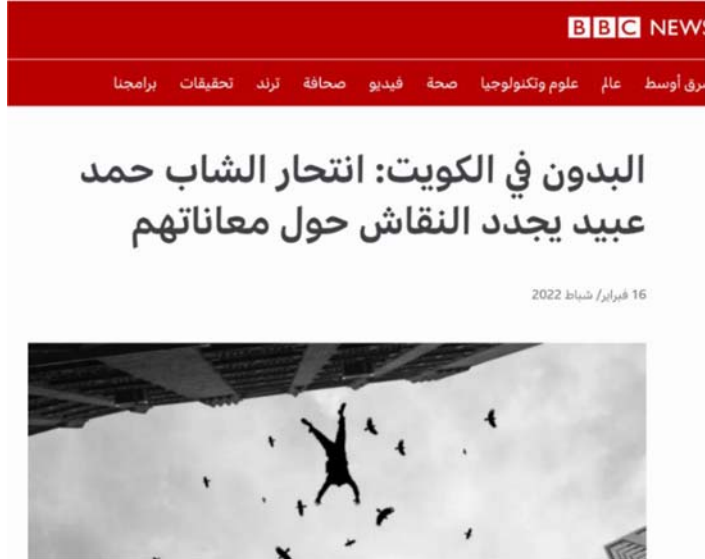 BBC NEWS
شرق أوسط عالم علوم وتكنولوجيا صحة فيديو صحافة ترند تحقيقات برامجنا
البدون في الكويت: انتحار الشاب حمد
عبيد يجدد النقاش حول معاناتهم
16 فبراير/ شباط 2022